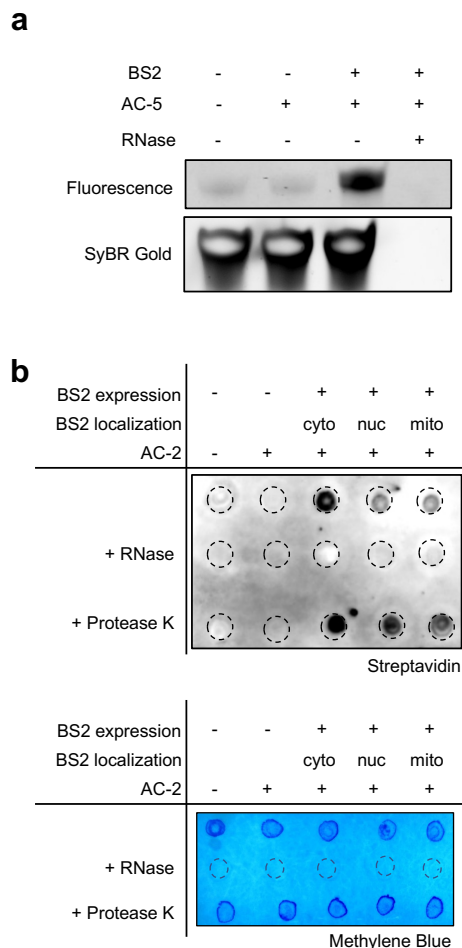 a
BS2 - - + +
AC-5 - + + +
RNase - - - +
Fluorescence
SyBR Gold
b
BS2 expression - - + + +
BS2 localization cyto nuc mito
AC-2 - + + + +
+ RNase
+ Protease K
Streptavidin
BS2 expression - - + + +
BS2 localization cyto nuc mito
AC-2 - + + + +
+ RNase
+ Protease K
Methylene Blue